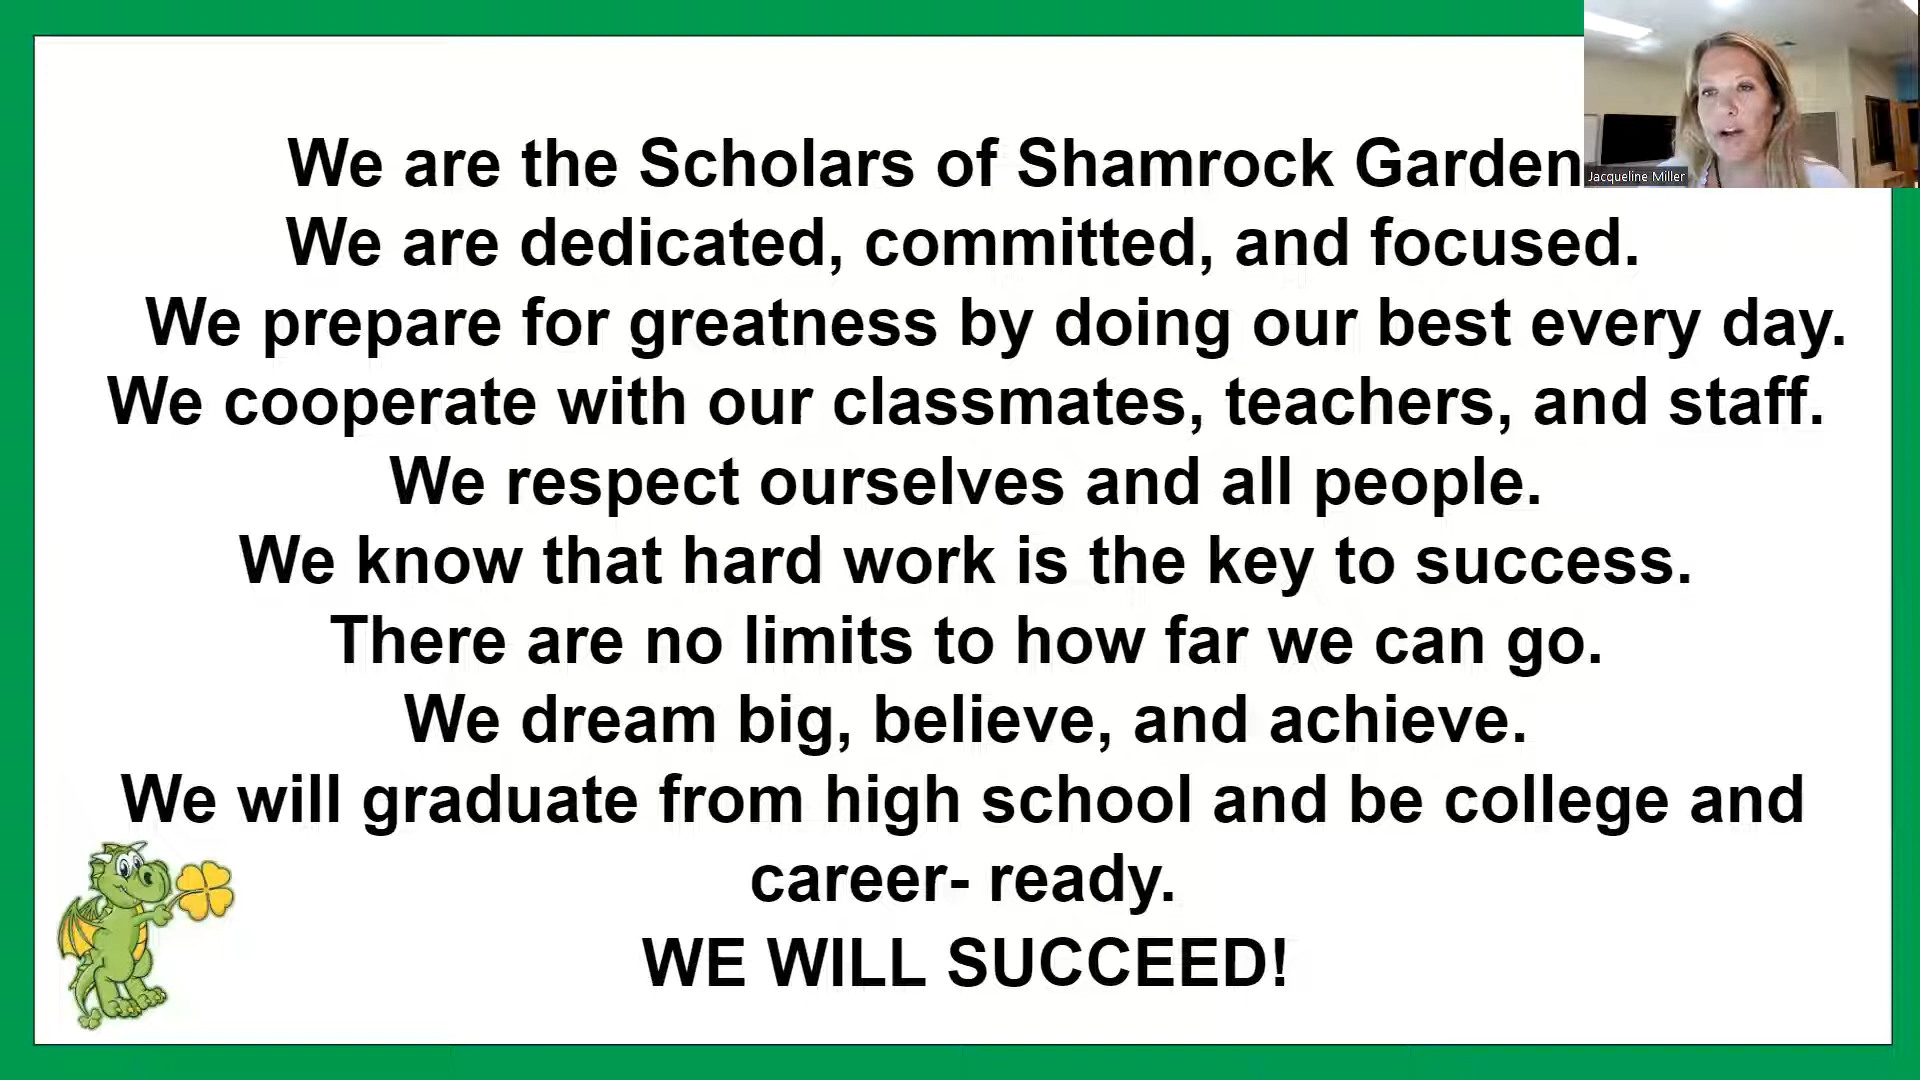 We are the Scholars of Shamrock Garden
We are dedicated, committed, and focused.
We prepare for greatness by doing our best every day.
We cooperate with our classmates, teachers, and staff.
We respect ourselves and all people.
We know that hard work is the key to success.
There are no limits to how far we can go.
We dream big, believe, and achieve.
We will graduate from high school and be college and
career- ready.
WE WILL SUCCEED!
Jacqueline Miller